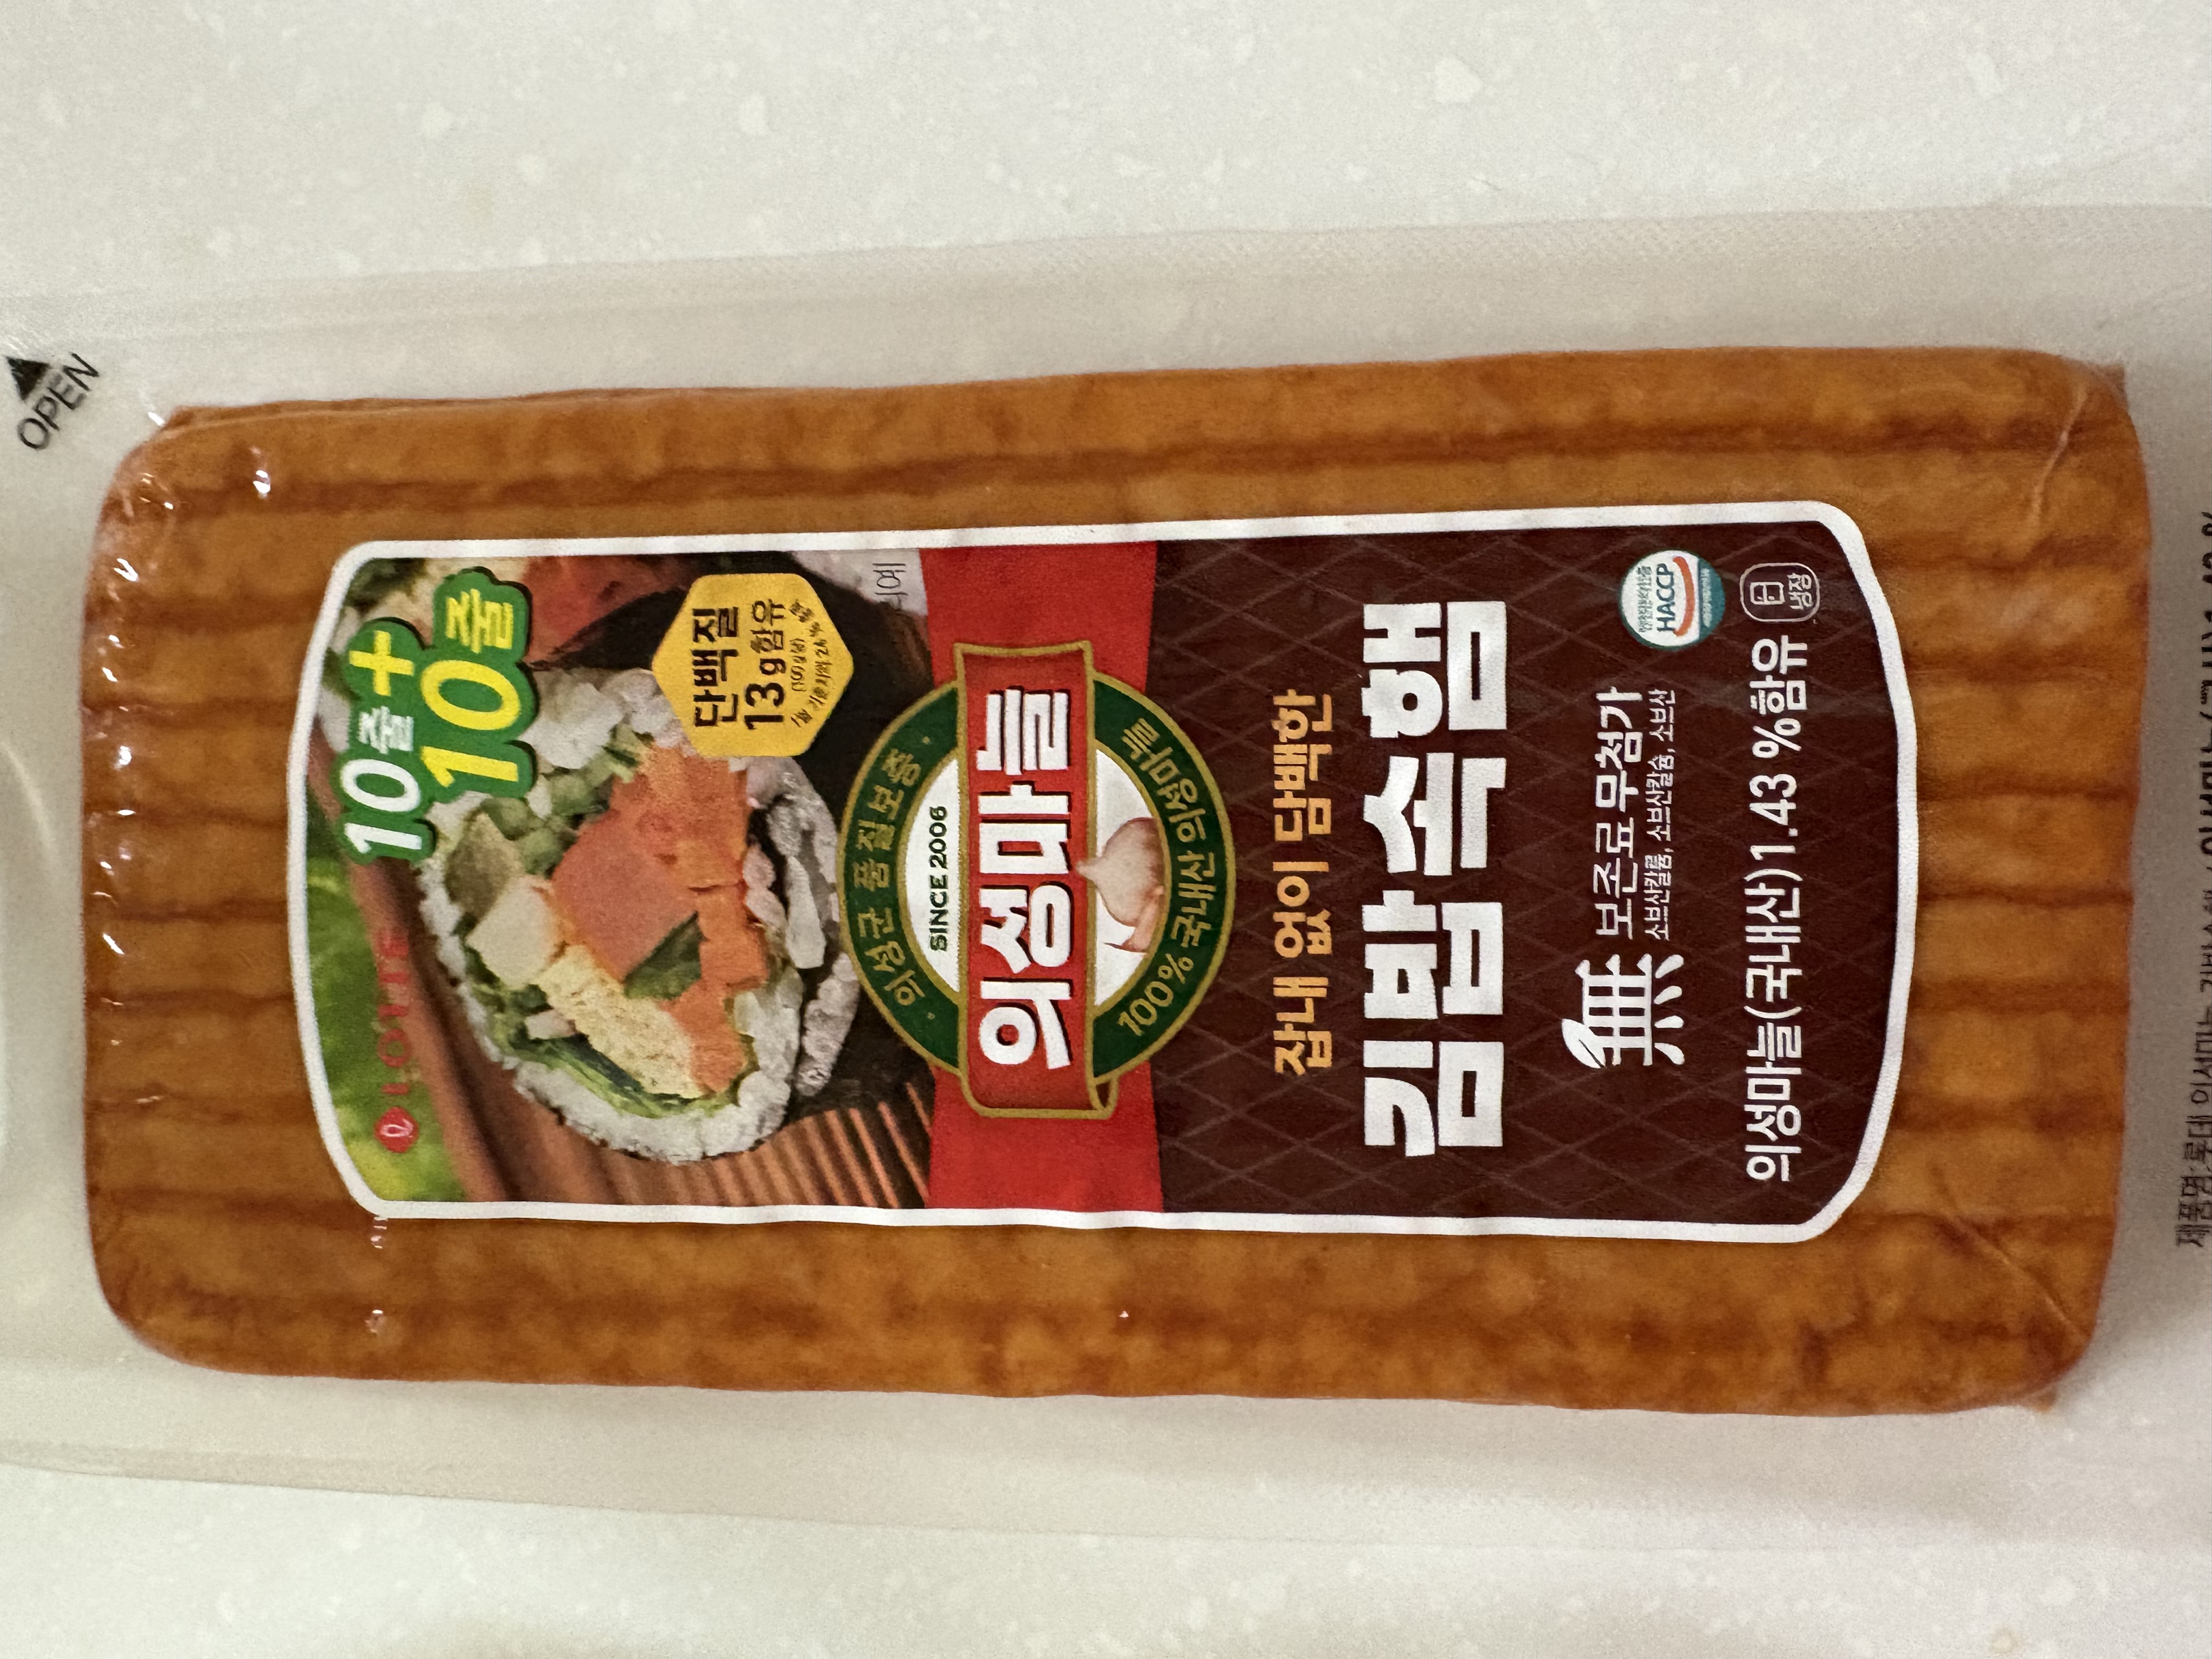 OPEN
LOTTE
10줄+
10줄
단백질
13g함유
의성군 품질보증
SINCE 2006
의성마늘
100% 국내산 의성마늘
잡내 없이 담백한
김밥속햄
無 보존료 무첨가
소브산칼륨, 소브산칼슘, 소브산
의성마늘(국내산)1.43 %함유
HACCP
냉장